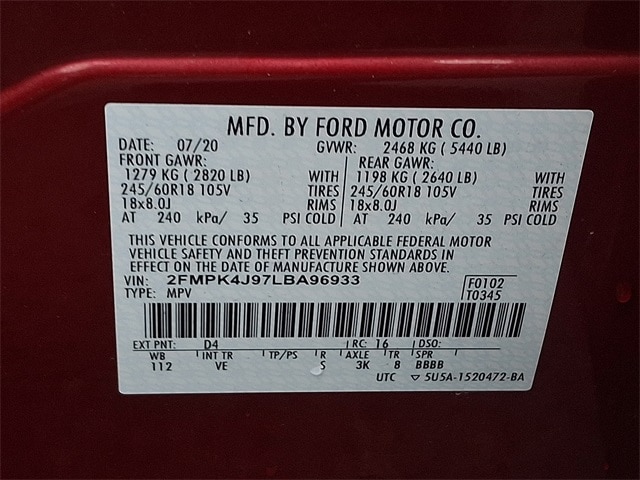 MFD. BY FORD MOTOR CO.
DATE: 07/20 GVWR: 2468 KG ( 5440 LB)
FRONT GAWR: REAR GAWR:
1279 KG ( 2820 LB) WITH 1198 KG ( 2640 LB) WITH
245/60R18 105V TIRES 245/60R18 105V TIRES
18x8.0J RIMS 18x8.0J RIMS
AT 240 kPa/ 35 PSI COLD AT 240 kPa/ 35 PSI COLD
THIS VEHICLE CONFORMS TO ALL APPLICABLE FEDERAL MOTOR
VEHICLE SAFETY AND THEFT PREVENTION STANDARDS IN
EFFECT ON THE DATE OF MANUFACTURE SHOWN ABOVE.
VIN: 2FMPK4J97LBA96933 F0102
TYPE: MPV T0345
EXT PNT: D4 RC: 16 DSO:
WB INT TR TP/PS R AXLE TR SPR
112 VE S 3K 8 BBBB
UTC 5U5A-1520472-BA